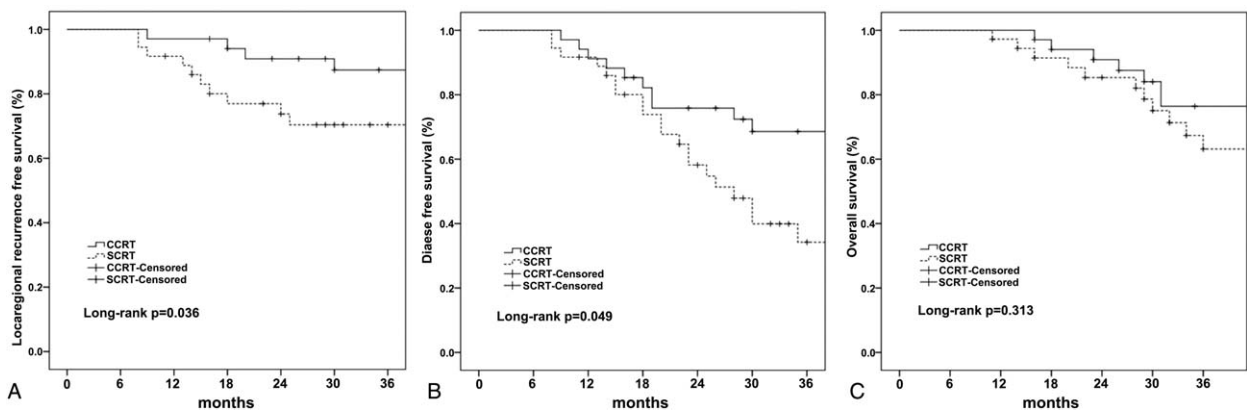 Locaregional recurrence free survival (%)
1.0
0.8
0.6
0.4
0.2
0.0
CCRT
SCRT
CCRT-Censored
SCRT-Censored
Long-rank p=0.036
0 6 12 18 24 30 36
months
A
Diaese free survival (%)
1.0
0.8
0.6
0.4
0.2
0.0
CCRT
SCRT
CCRT-Censored
SCRT-Censored
Long-rank p=0.049
0 6 12 18 24 30 36
months
B
Overall survival (%)
1.0
0.8
0.6
0.4
0.2
0.0
CCRT
SCRT
CCRT-Censored
SCRT-Censored
Long-rank p=0.313
0 6 12 18 24 30 36
months
C